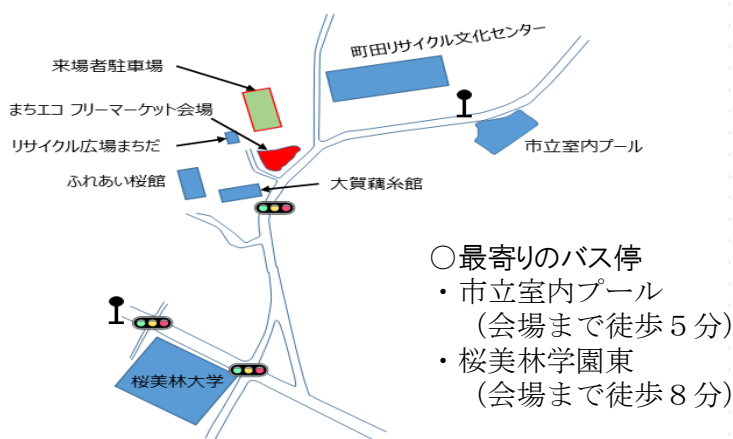 町田リサイクル文化センター
来場者駐車場
まちエコ フリーマーケット会場
リサイクル広場まちだ
市立室内プール
ふれあい桜館
大賀藕糸館
○最寄りのバス停
・市立室内プール
(会場まで徒歩５分)
・桜美林学園東
(会場まで徒歩８分)
桜美林大学